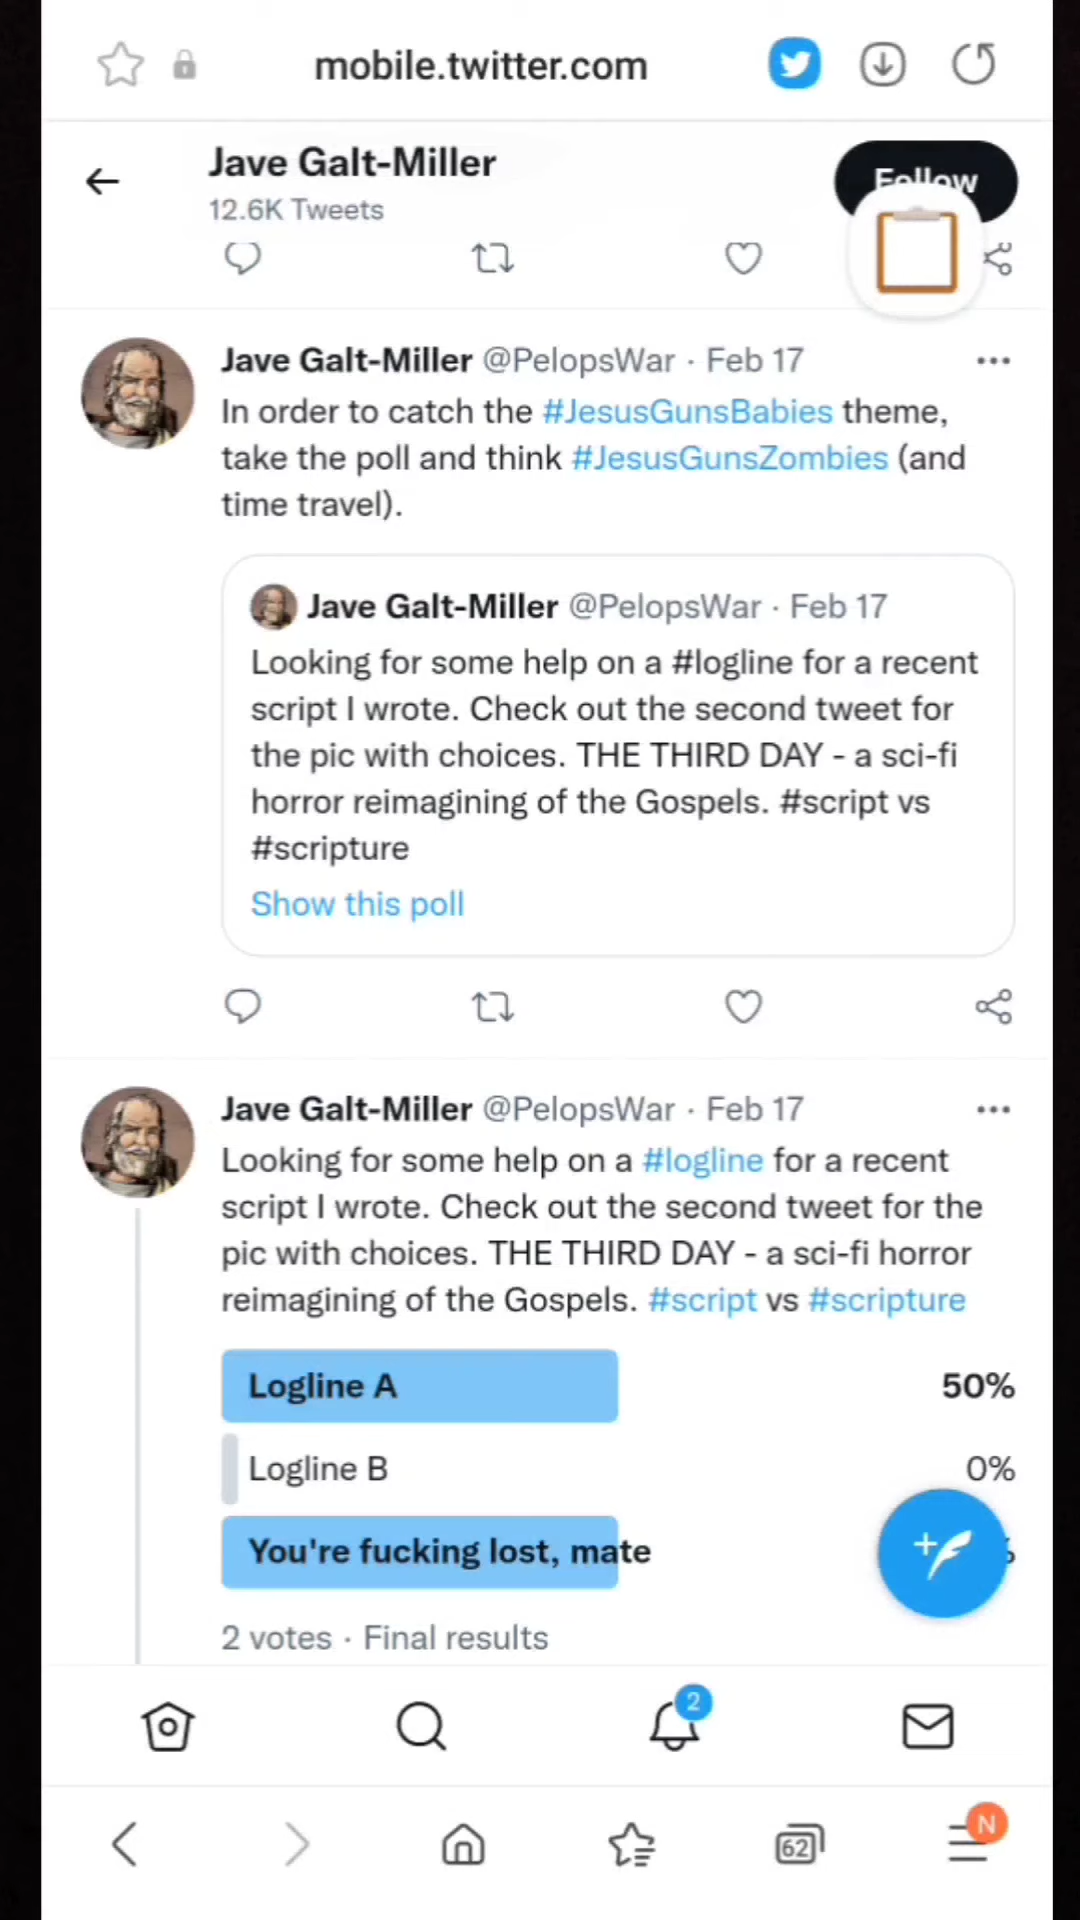 mobile.twitter.com
Jave Galt-Miller
12.6K Tweets
Follow
Jave Galt-Miller @PelopsWar · Feb 17
In order to catch the #JesusGunsBabies theme,
take the poll and think #JesusGunsZombies (and
time travel).
Jave Galt-Miller @PelopsWar · Feb 17
Looking for some help on a #logline for a recent
script I wrote. Check out the second tweet for
the pic with choices. THE THIRD DAY - a sci-fi
horror reimagining of the Gospels. #script vs
#scripture
Show this poll
Jave Galt-Miller @PelopsWar · Feb 17
Looking for some help on a #logline for a recent
script I wrote. Check out the second tweet for the
pic with choices. THE THIRD DAY - a sci-fi horror
reimagining of the Gospels. #script vs #scripture
Logline A 50%
Logline B 0%
You're fucking lost, mate
2 votes · Final results
2
62
N